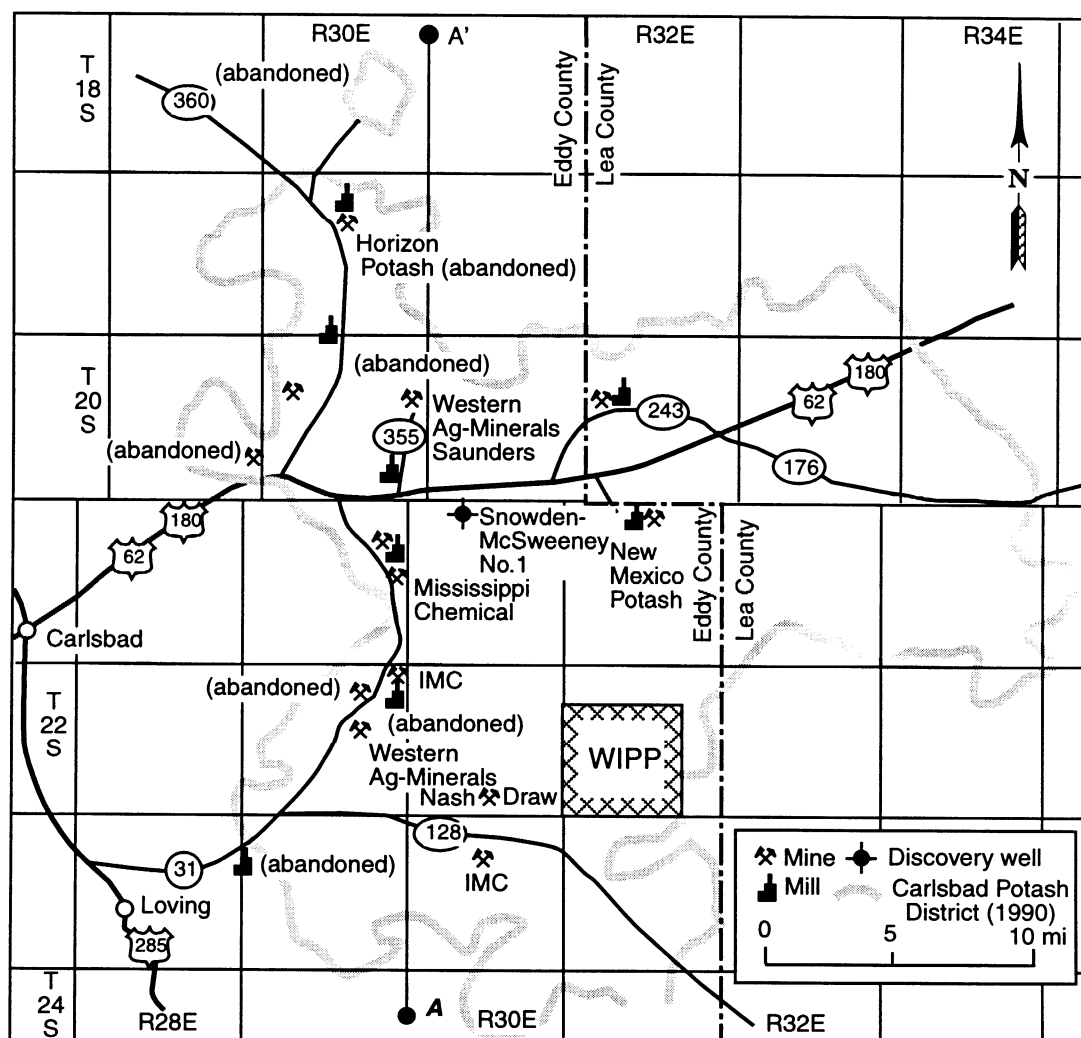 R30E
A'
R32E
R34E
T
18
S
(abandoned)
360
Eddy County
Lea County
N
Horizon
Potash (abandoned)
T
20
S
(abandoned)
180
62
Western
Ag-Minerals
Saunders
355
243
176
(abandoned)
180
62
Snowden-
McSweeney
No.1
New
Mexico
Potash
Mississippi
Chemical
Eddy County
Lea County
Carlsbad
T
22
S
(abandoned)
IMC
(abandoned)
Western
Ag-Minerals
Nash Draw
WIPP
128
31
(abandoned)
IMC
Loving
285
Mine
Discovery well
Mill
Carlsbad Potash
District (1990)
0
5
10 mi
T
24
S
R28E
A
R30E
R32E